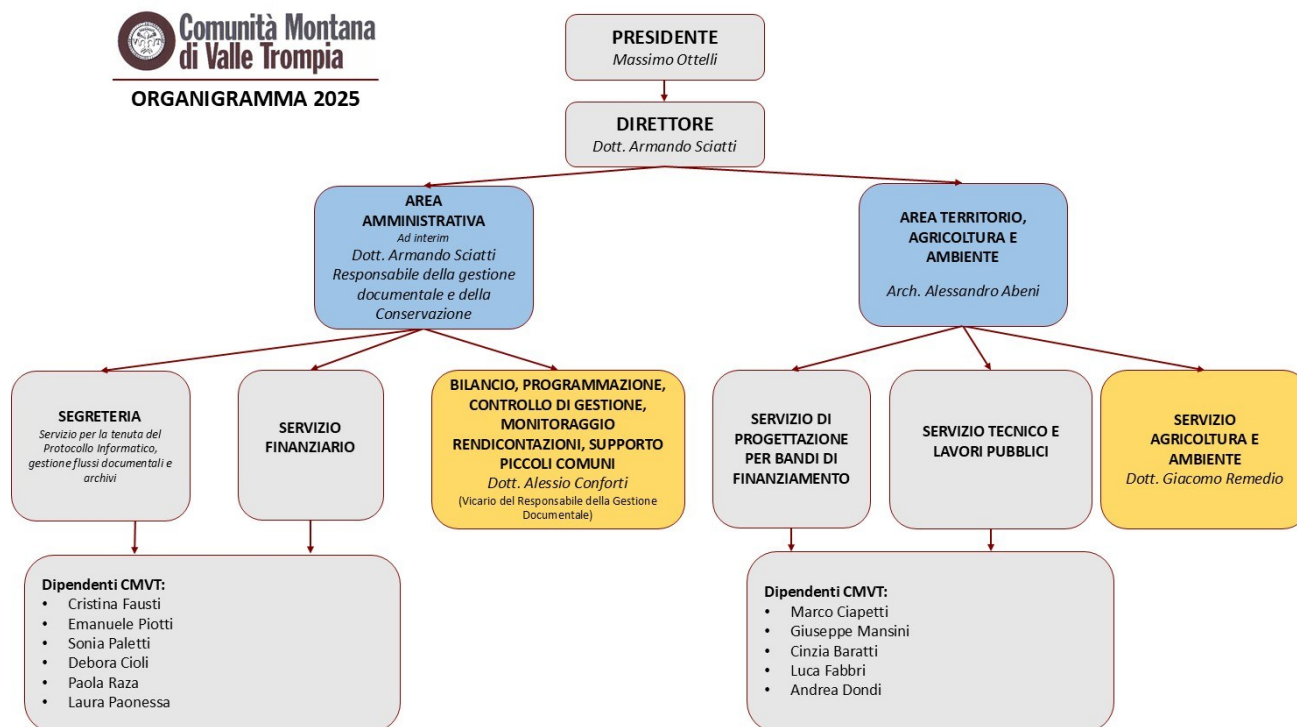 Comunità Montana
di Valle Trompia
ORGANIGRAMMA 2025
PRESIDENTE
Massimo Ottelli
DIRETTORE
Dott. Armando Sciatti
AREA
AMMINISTRATIVA
Ad interim
Dott. Armando Sciatti
Responsabile della gestione
documentale e della
Conservazione
AREA TERRITORIO,
AGRICOLTURA E
AMBIENTE
Arch. Alessandro Abeni
SEGRETERIA
Servizio per la tenuta del
Protocollo Informatico,
gestione flussi documentali e
archivi
SERVIZIO
FINANZIARIO
BILANCIO, PROGRAMMAZIONE,
CONTROLLO DI GESTIONE,
MONITORAGGIO
RENDICONTAZIONI, SUPPORTO
PICCOLI COMUNI
Dott. Alessio Conforti
(Vicario del Responsabile della Gestione
Documentale)
SERVIZIO DI
PROGETTAZIONE
PER BANDI DI
FINANZIAMENTO
SERVIZIO TECNICO E
LAVORI PUBBLICI
SERVIZIO
AGRICOLTURA E
AMBIENTE
Dott. Giacomo Remedio
Dipendenti CMVT:
• Cristina Fausti
• Emanuele Piotti
• Sonia Paletti
• Debora Cioli
• Paola Raza
• Laura Paonessa
Dipendenti CMVT:
• Marco Ciapetti
• Giuseppe Mansini
• Cinzia Baratti
• Luca Fabbri
• Andrea Dondi